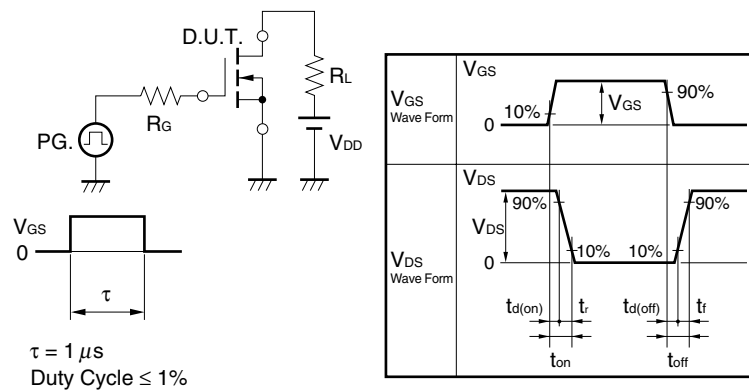 D.U.T.
RL
RG
PG.
VDD
VGS
0
τ
τ = 1 μs
Duty Cycle ≤ 1%
VGS
Wave Form
VGS
10%
VGS
90%
0
VDS
Wave Form
VDS
90%
VDS
10%
10%
90%
0
td(on)
tr
td(off)
tf
ton
toff